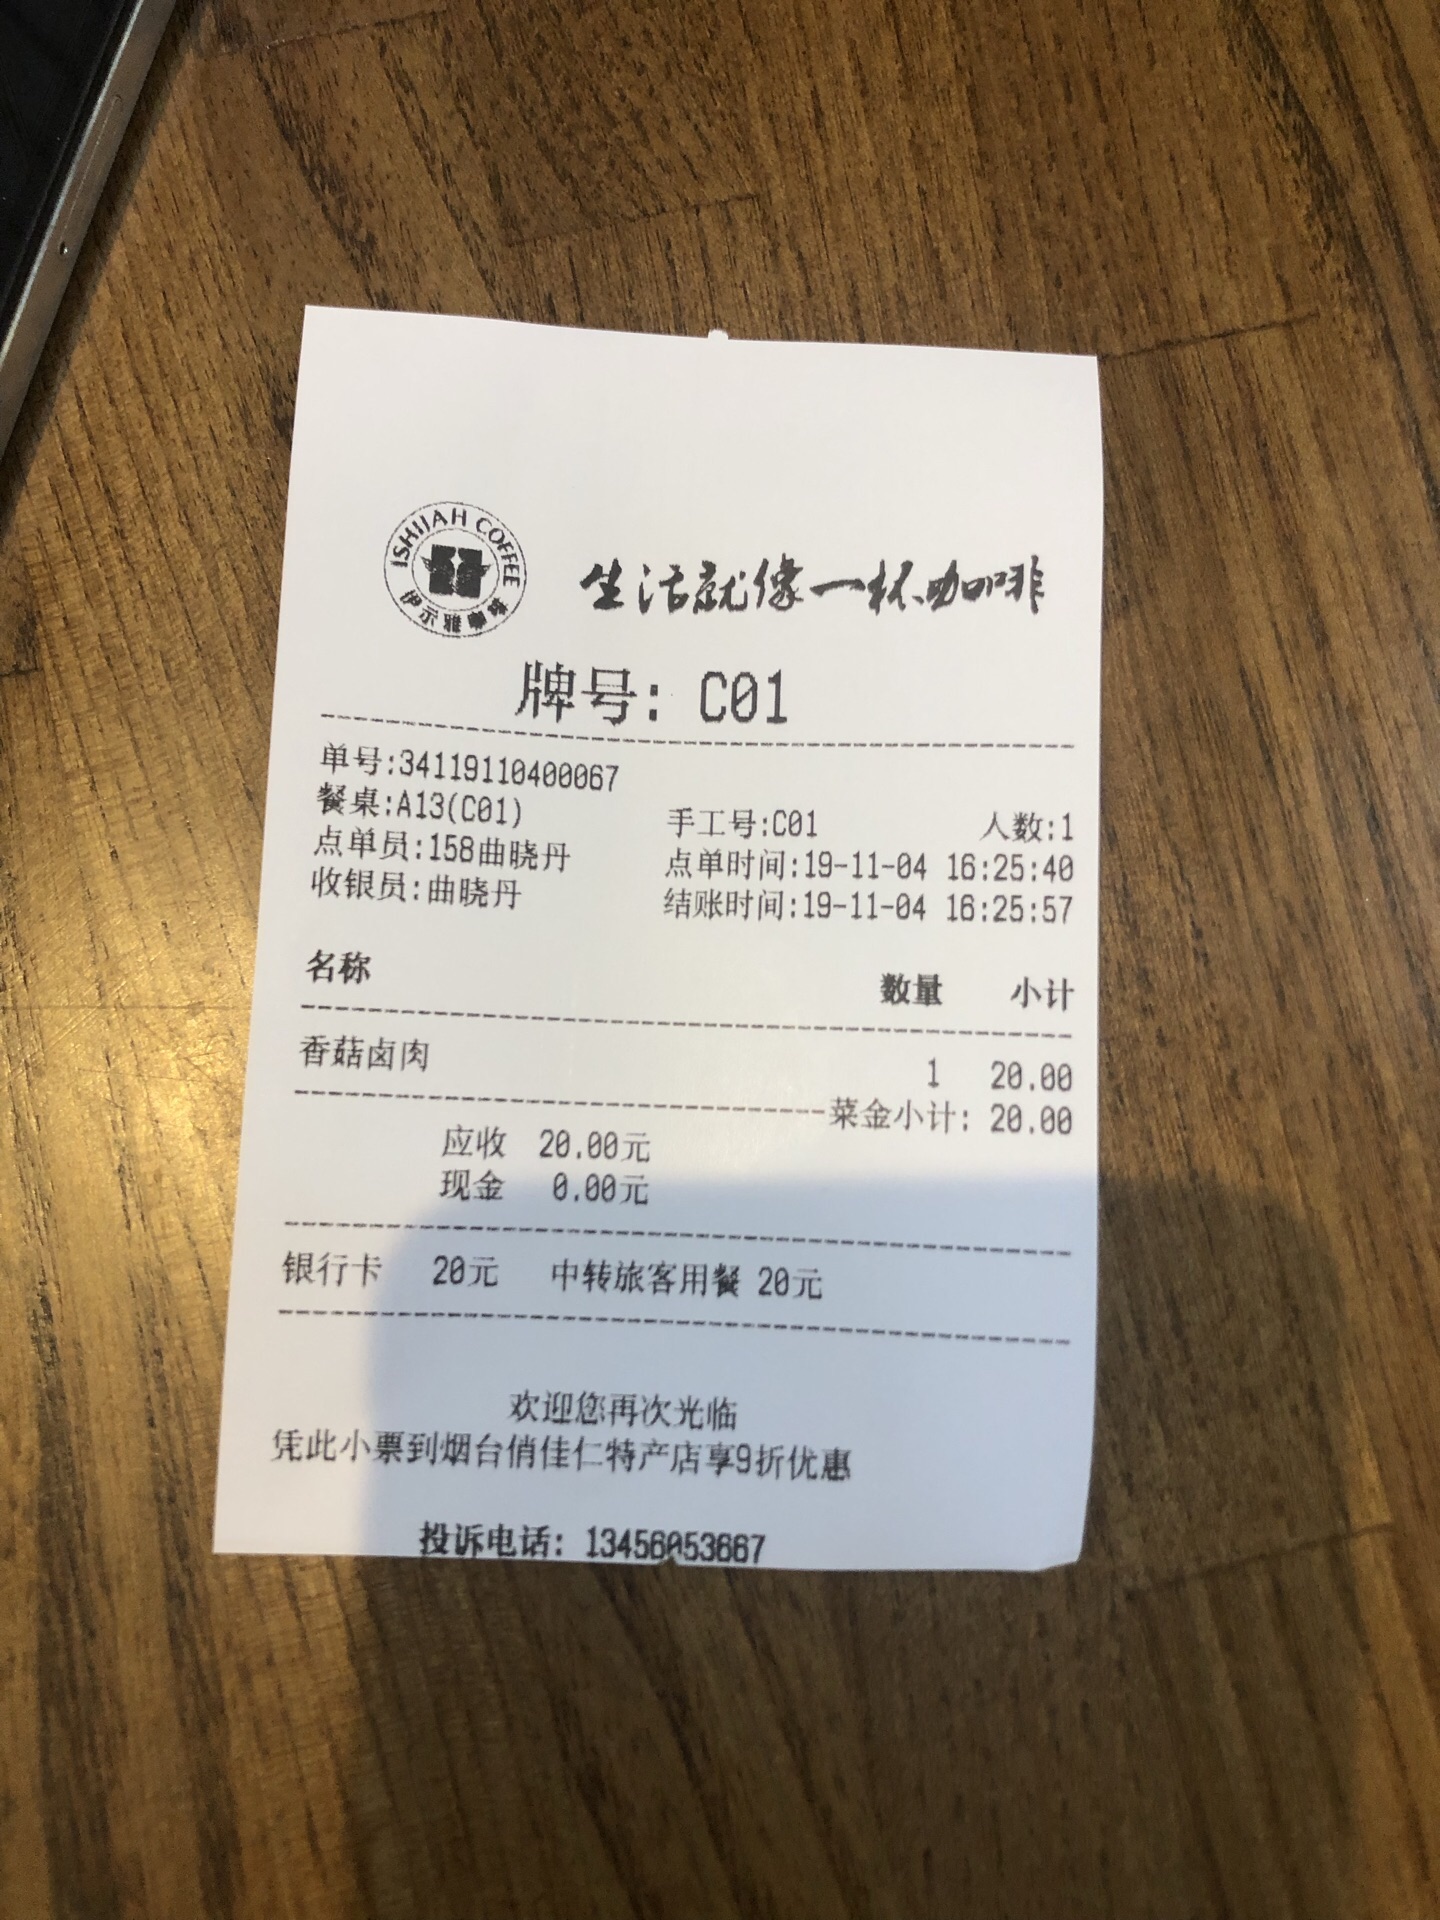 ISHIIAH COFFEE
伊示雅咖啡
生活就像一杯咖啡
牌号: C01
单号:34119110400067
餐桌:A13(C01) 手工号:C01 人数:1
点单员:158曲晓丹 点单时间:19-11-04 16:25:40
收银员:曲晓丹 结账时间:19-11-04 16:25:57
名称 数量 小计
香菇卤肉 1 20.00
菜金小计: 20.00
应收 20.00元
现金 0.00元
银行卡 20元 中转旅客用餐 20元
欢迎您再次光临
凭此小票到烟台俏佳仁特产店享9折优惠
投诉电话: 13456053667